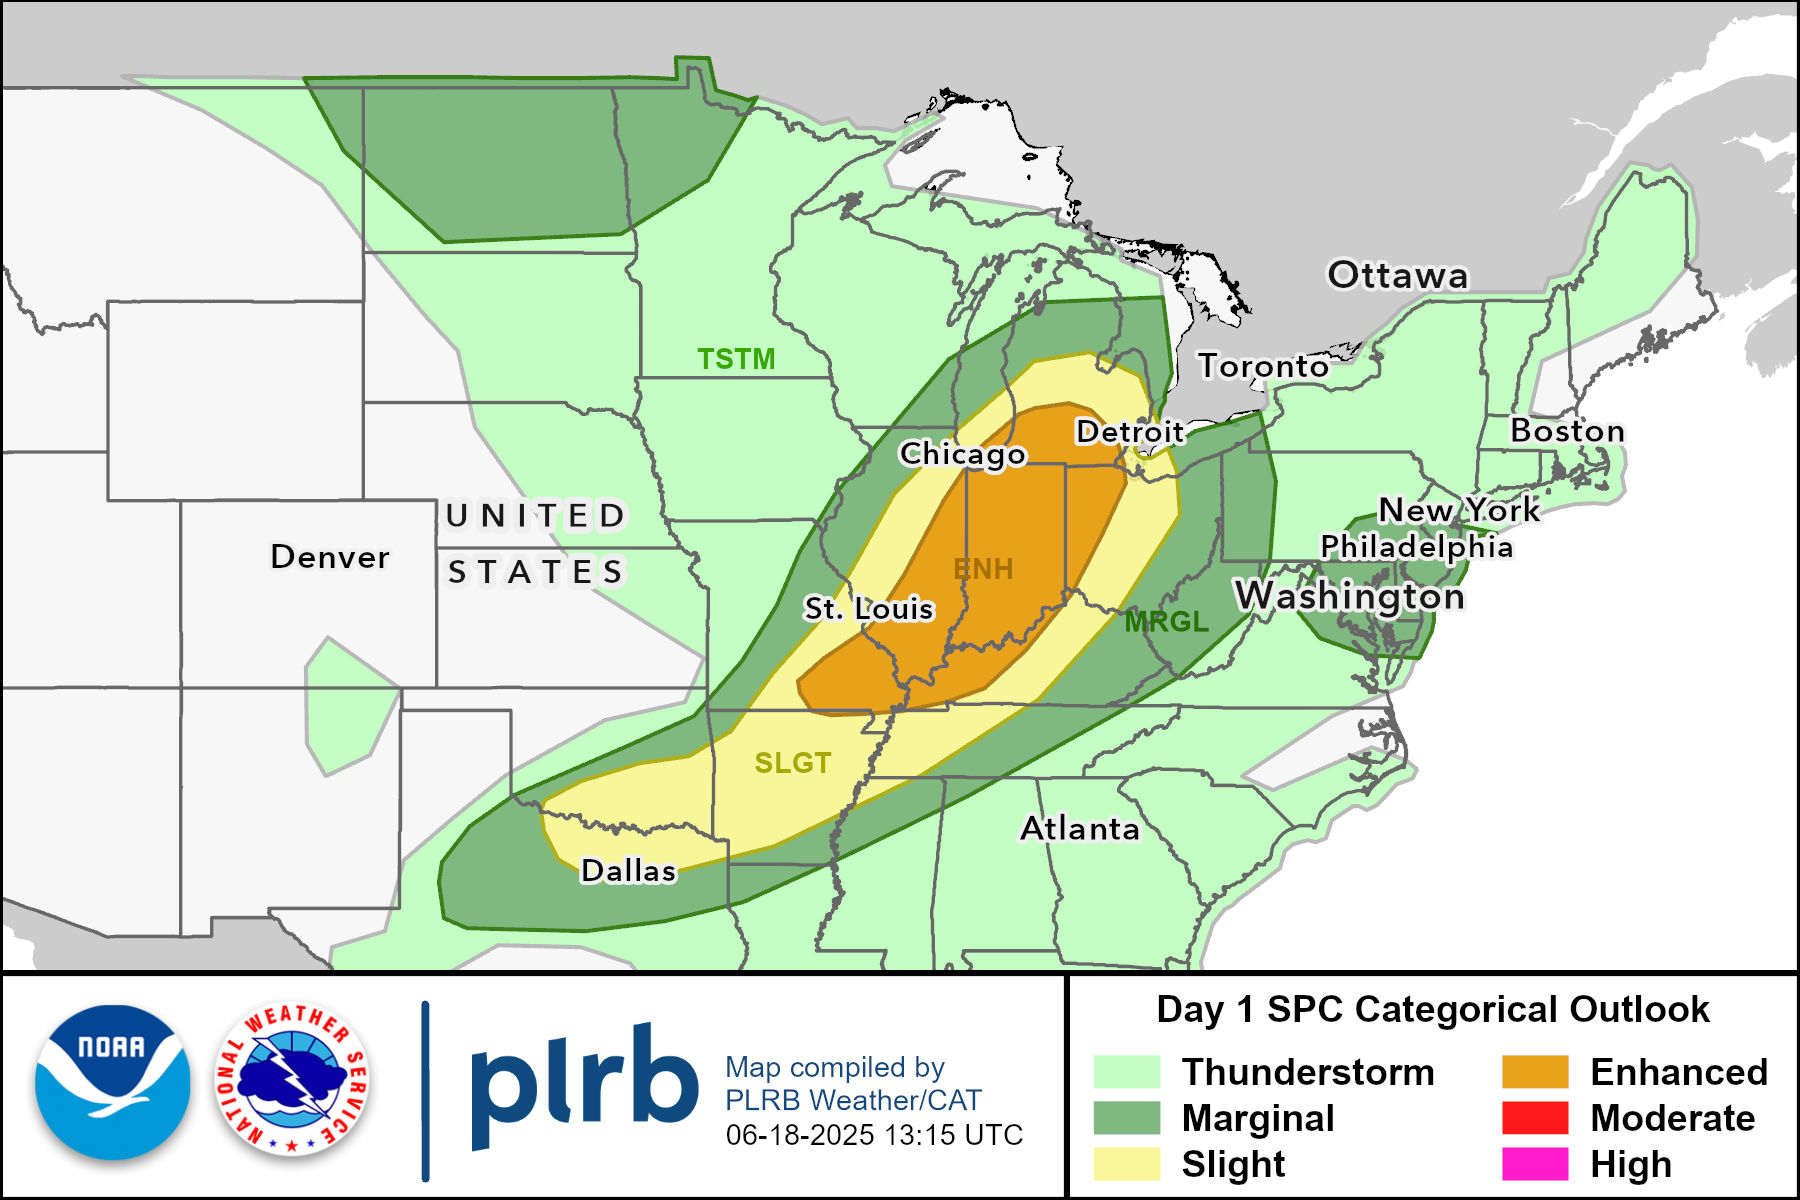 Ottawa
TSTM
Toronto
Boston
Detroit
Chicago
New York
UNITED
Philadelphia
Denver
STATES
ENH
Washington
St. Louis
MRGL
SLGT
Atlanta
Dallas
NOAA
NATIONAL WEATHER SERVICE
plrb
Map compiled by
PLRB Weather/CAT
06-18-2025 13:15 UTC
Day 1 SPC Categorical Outlook
Thunderstorm
Marginal
Slight
Enhanced
Moderate
High